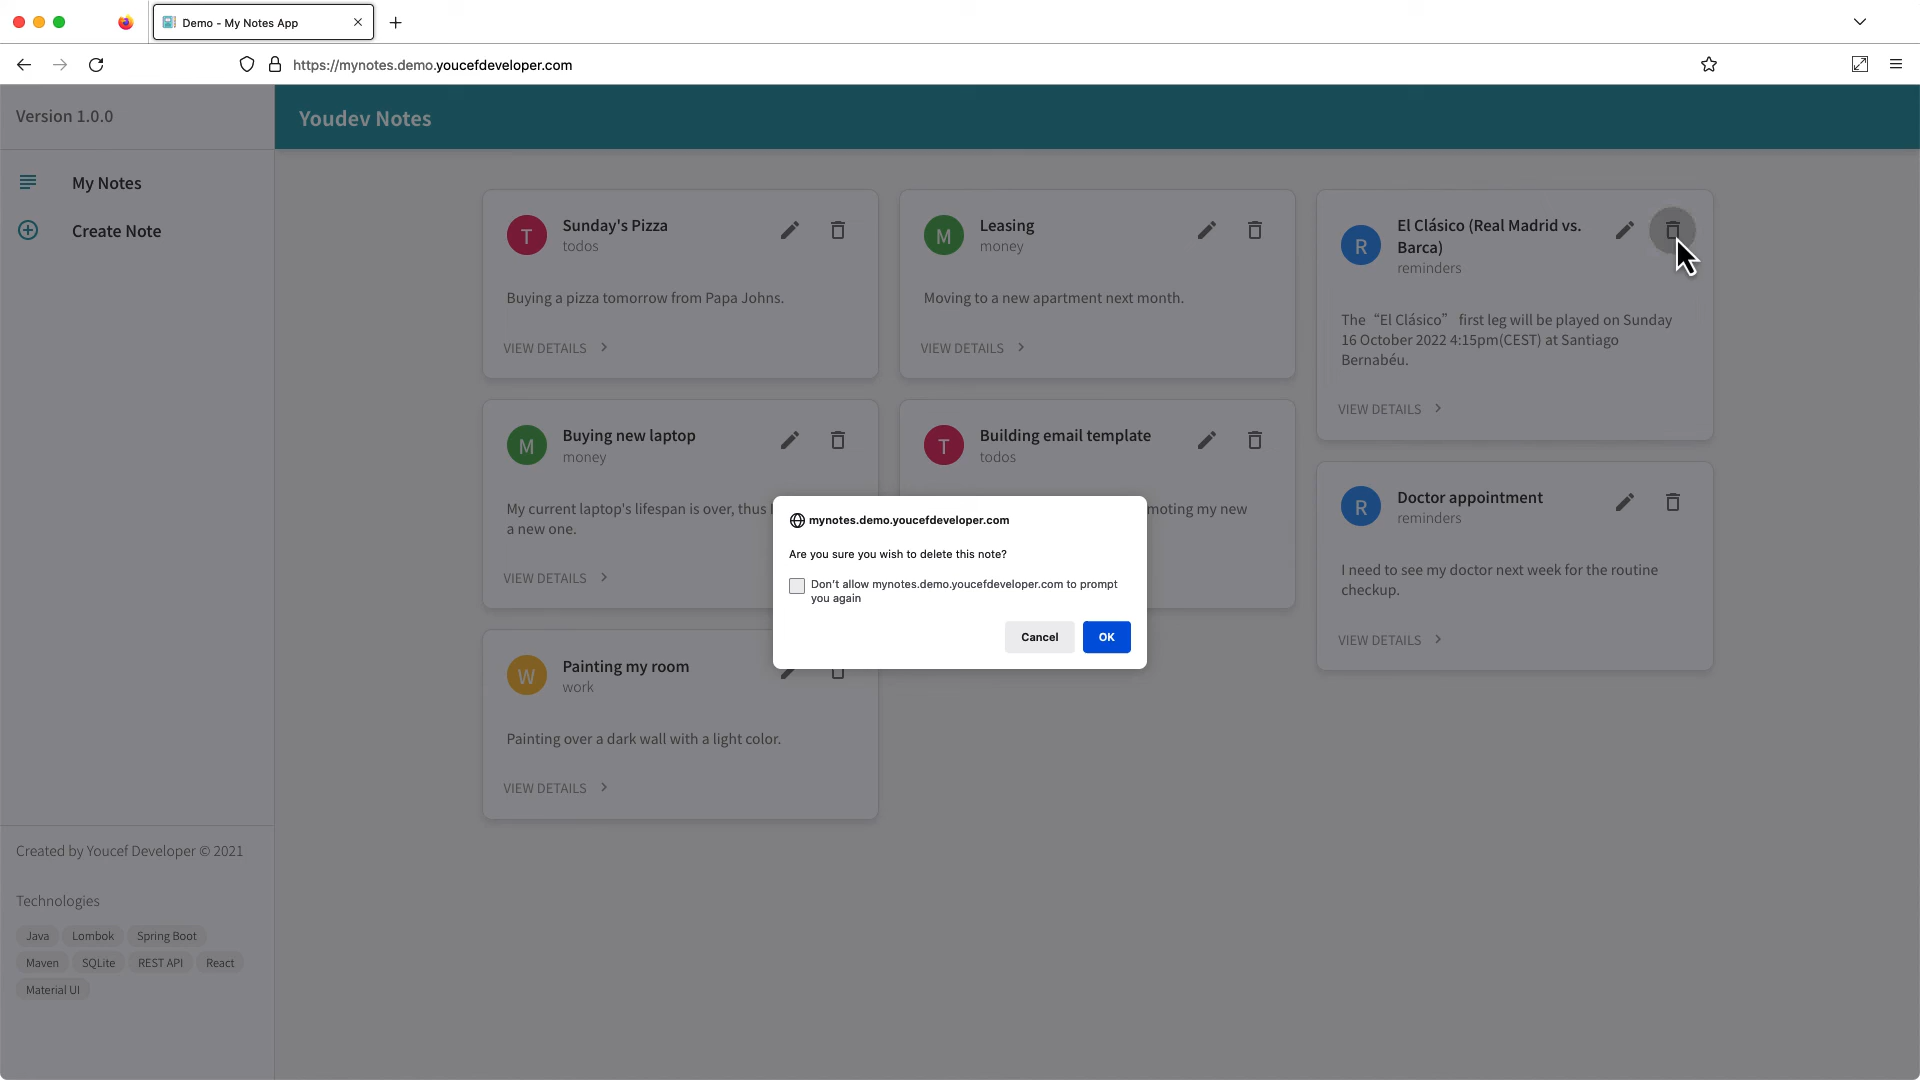 Demo - My Notes App
https://mynotes.demo.youcefdeveloper.com
Version 1.0.0
Youdev Notes
My Notes
Create Note
T
Sunday's Pizza
todos
Buying a pizza tomorrow from Papa Johns.
VIEW DETAILS
M
Leasing
money
Moving to a new apartment next month.
VIEW DETAILS
R
El Clásico (Real Madrid vs.
Barca)
reminders
The “El Clásico” first leg will be played on Sunday
16 October 2022 4:15pm(CEST) at Santiago
Bernabéu.
VIEW DETAILS
M
Buying new laptop
money
My current laptop's lifespan is over, thus
a new one.
VIEW DETAILS
T
Building email template
todos
moting my new
R
Doctor appointment
reminders
I need to see my doctor next week for the routine
checkup.
VIEW DETAILS
W
Painting my room
work
Painting over a dark wall with a light color.
VIEW DETAILS
mynotes.demo.youcefdeveloper.com
Are you sure you wish to delete this note?
Don't allow mynotes.demo.youcefdeveloper.com to prompt
you again
Cancel
OK
Created by Youcef Developer © 2021
Technologies
Java Lombok Spring Boot
Maven SQLite REST API React
Material UI